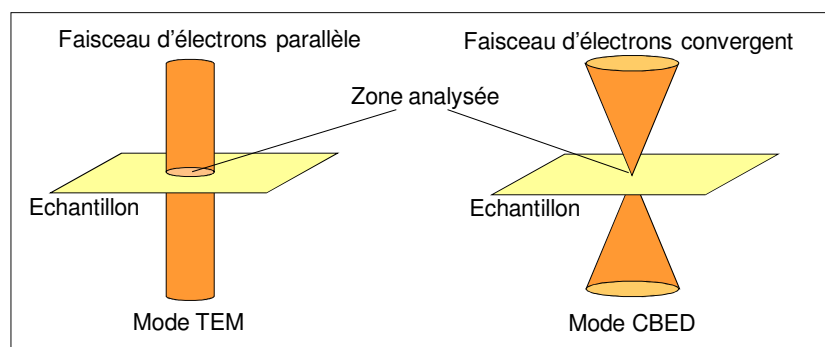 Faisceau d'électrons parallèle
Faisceau d'électrons convergent
Zone analysée
Echantillon
Echantillon
Mode TEM
Mode CBED